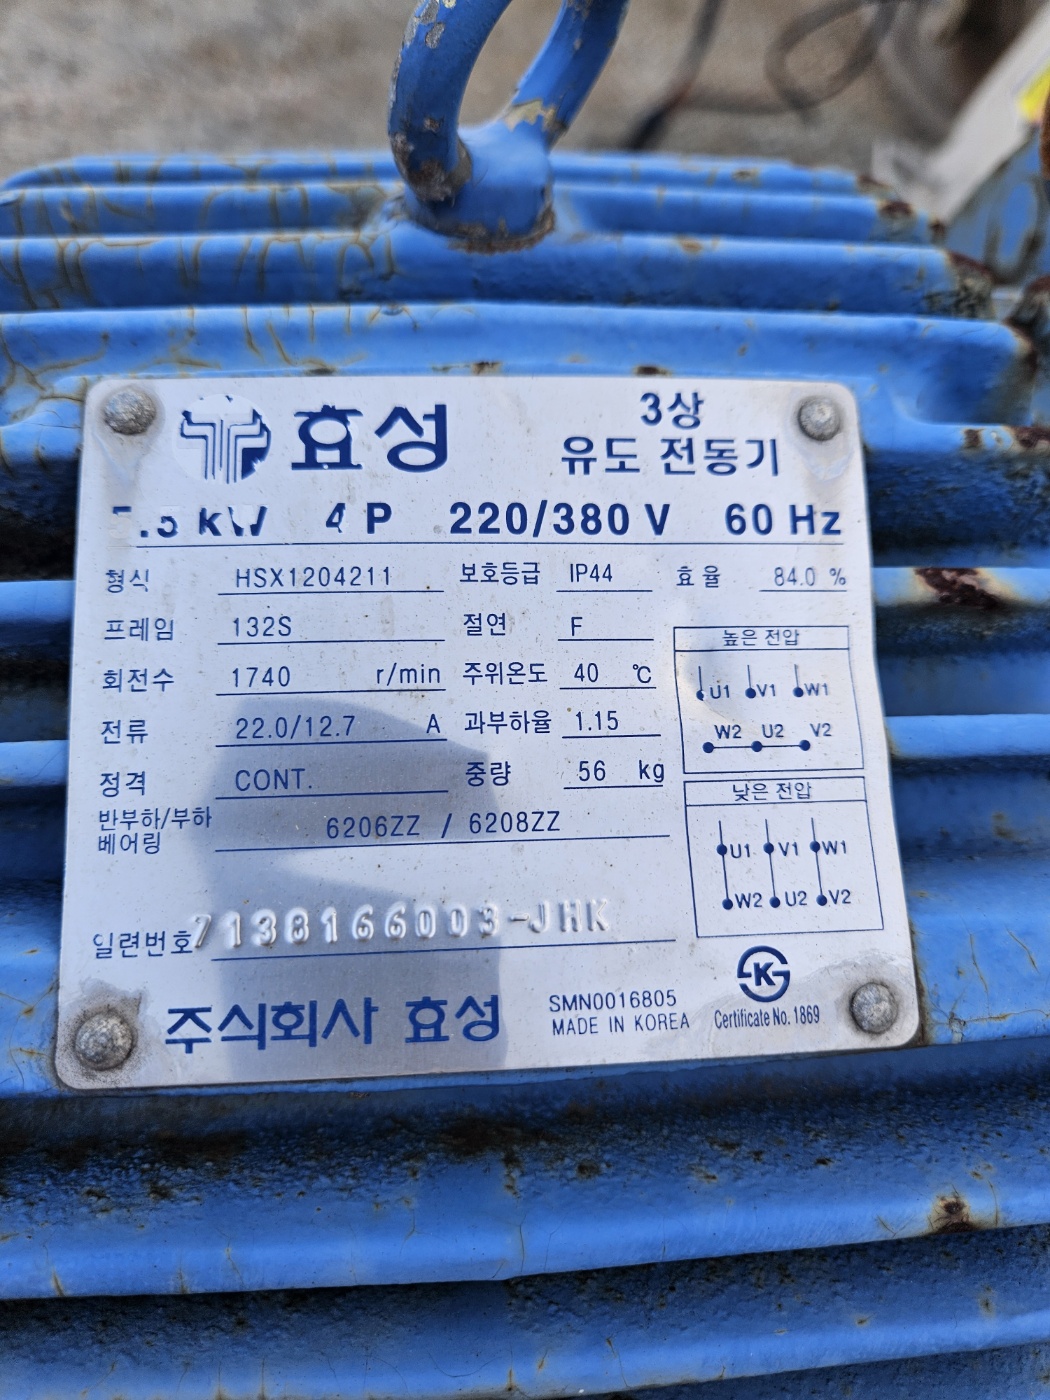 효성
3상
유도 전동기
.5 kW 4 P 220/380 V 60 Hz
형식 HSX1204211 보호등급 IP44 효율 84.0 %
프레임 132S 절연 F
회전수 1740 r/min 주위온도 40 ℃
전류 22.0/12.7 A 과부하율 1.15
정격 CONT. 중량 56 kg
반부하/부하
베어링 6206ZZ / 6208ZZ
높은 전압
U1 V1 W1
W2 U2 V2
낮은 전압
U1 V1 W1
W2 U2 V2
일련번호 7138166003-JHK
주식회사 효성
SMN0016805
MADE IN KOREA
K
Certificate No. 1869